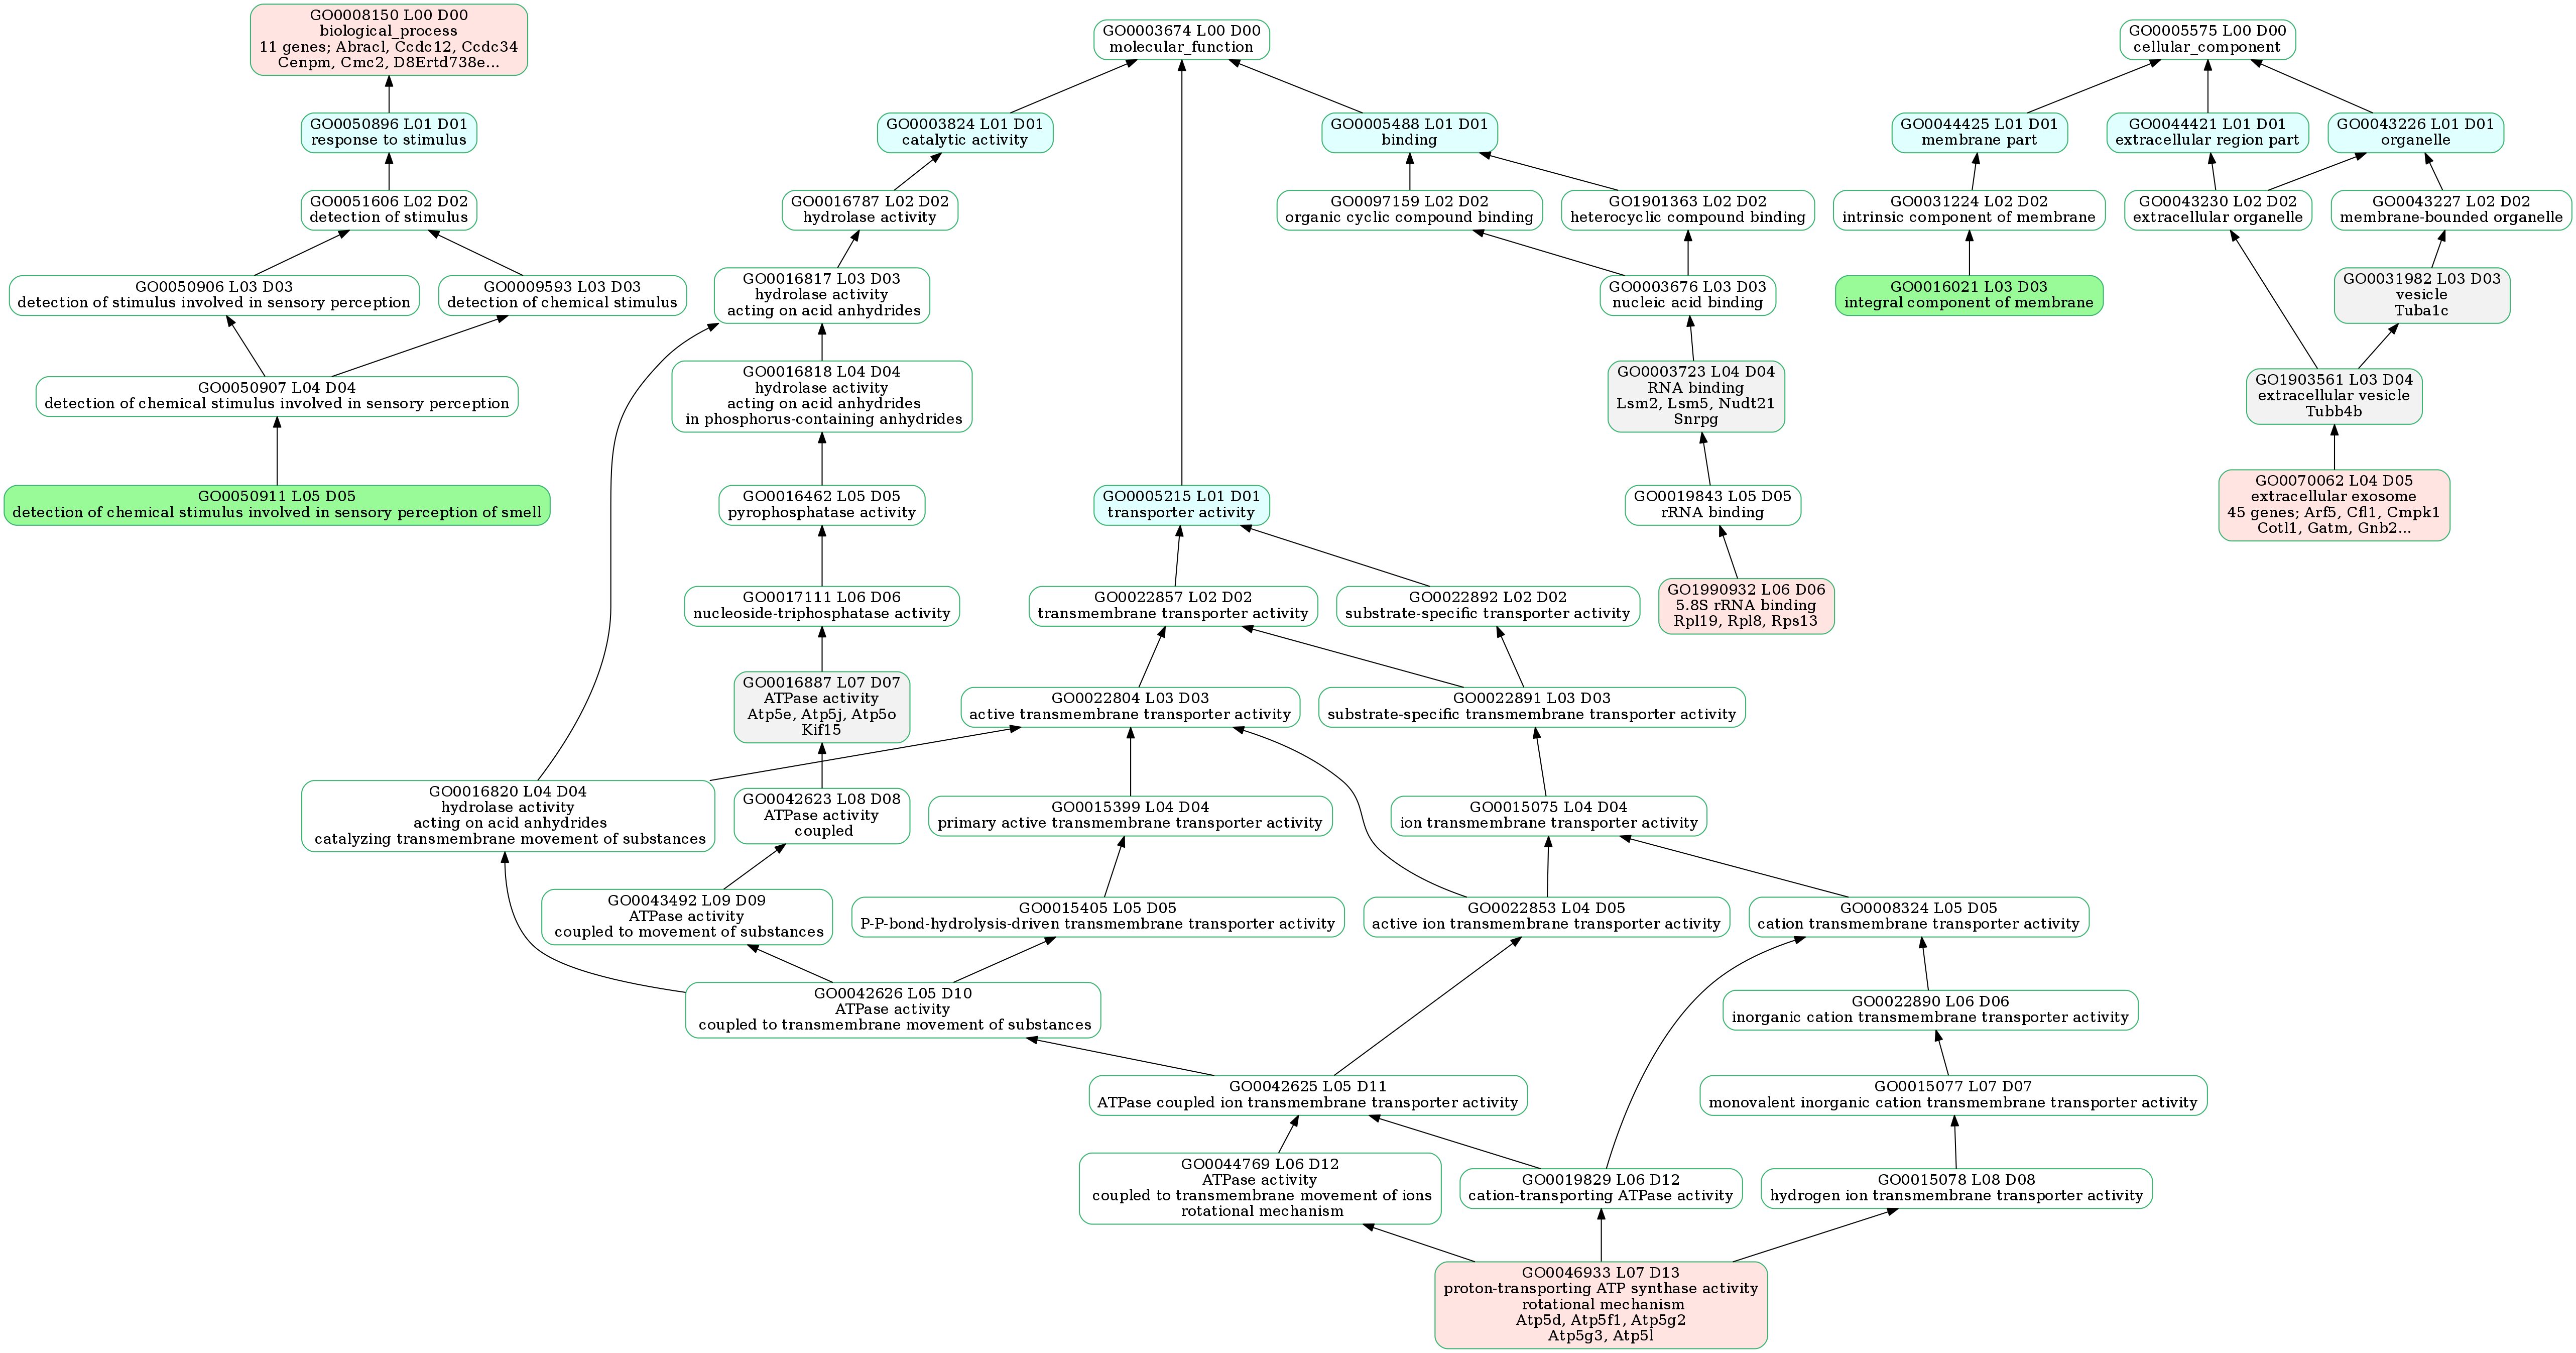 GO0008150 L00 D00
biological_process
11 genes; Abracl, Ccdc12, Ccdc34
Cenpm, Cmc2, D8Ertd738e...
GO0003674 L00 D00
molecular_function
GO0005575 L00 D00
cellular_component
GO0050896 L01 D01
response to stimulus
GO0003824 L01 D01
catalytic activity
GO0005488 L01 D01
binding
GO0044425 L01 D01
membrane part
GO0044421 L01 D01
extracellular region part
GO0043226 L01 D01
organelle
GO0051606 L02 D02
detection of stimulus
GO0016787 L02 D02
hydrolase activity
GO0097159 L02 D02
organic cyclic compound binding
GO1901363 L02 D02
heterocyclic compound binding
GO0031224 L02 D02
intrinsic component of membrane
GO0043230 L02 D02
extracellular organelle
GO0043227 L02 D02
membrane-bounded organelle
GO0050906 L03 D03
detection of stimulus involved in sensory perception
GO0009593 L03 D03
detection of chemical stimulus
GO0016817 L03 D03
hydrolase activity
acting on acid anhydrides
GO0003676 L03 D03
nucleic acid binding
GO0016021 L03 D03
integral component of membrane
GO0031982 L03 D03
vesicle
Tuba1c
GO0050907 L04 D04
detection of chemical stimulus involved in sensory perception
GO0016818 L04 D04
hydrolase activity
acting on acid anhydrides
in phosphorus-containing anhydrides
GO0003723 L04 D04
RNA binding
Lsm2, Lsm5, Nudt21
Snrpg
GO1903561 L03 D04
extracellular vesicle
Tubb4b
GO0050911 L05 D05
detection of chemical stimulus involved in sensory perception of smell
GO0016462 L05 D05
pyrophosphatase activity
GO0005215 L01 D01
transporter activity
GO0019843 L05 D05
rRNA binding
GO0070062 L04 D05
extracellular exosome
45 genes; Arf5, Cfl1, Cmpk1
Cotl1, Gatm, Gnb2...
GO0017111 L06 D06
nucleoside-triphosphatase activity
GO0022857 L02 D02
transmembrane transporter activity
GO0022892 L02 D02
substrate-specific transporter activity
GO1990932 L06 D06
5.8S rRNA binding
Rpl19, Rpl8, Rps13
GO0016887 L07 D07
ATPase activity
Atp5e, Atp5j, Atp5o
Kif15
GO0022804 L03 D03
active transmembrane transporter activity
GO0022891 L03 D03
substrate-specific transmembrane transporter activity
GO0016820 L04 D04
hydrolase activity
acting on acid anhydrides
catalyzing transmembrane movement of substances
GO0042623 L08 D08
ATPase activity
coupled
GO0015399 L04 D04
primary active transmembrane transporter activity
GO0015075 L04 D04
ion transmembrane transporter activity
GO0043492 L09 D09
ATPase activity
coupled to movement of substances
GO0015405 L05 D05
P-P-bond-hydrolysis-driven transmembrane transporter activity
GO0022853 L04 D05
active ion transmembrane transporter activity
GO0008324 L05 D05
cation transmembrane transporter activity
GO0042626 L05 D10
ATPase activity
coupled to transmembrane movement of substances
GO0022890 L06 D06
inorganic cation transmembrane transporter activity
GO0042625 L05 D11
ATPase coupled ion transmembrane transporter activity
GO0015077 L07 D07
monovalent inorganic cation transmembrane transporter activity
GO0044769 L06 D12
ATPase activity
coupled to transmembrane movement of ions
rotational mechanism
GO0019829 L06 D12
cation-transporting ATPase activity
GO0015078 L08 D08
hydrogen ion transmembrane transporter activity
GO0046933 L07 D13
proton-transporting ATP synthase activity
rotational mechanism
Atp5d, Atp5f1, Atp5g2
Atp5g3, Atp5l